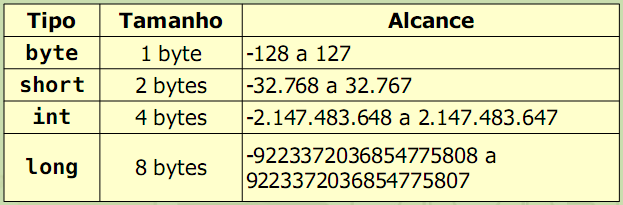 Tipo Tamanho Alcance
byte 1 byte -128 a 127
short 2 bytes -32.768 a 32.767
int 4 bytes -2.147.483.648 a 2.147.483.647
long 8 bytes -9223372036854775808 a
9223372036854775807